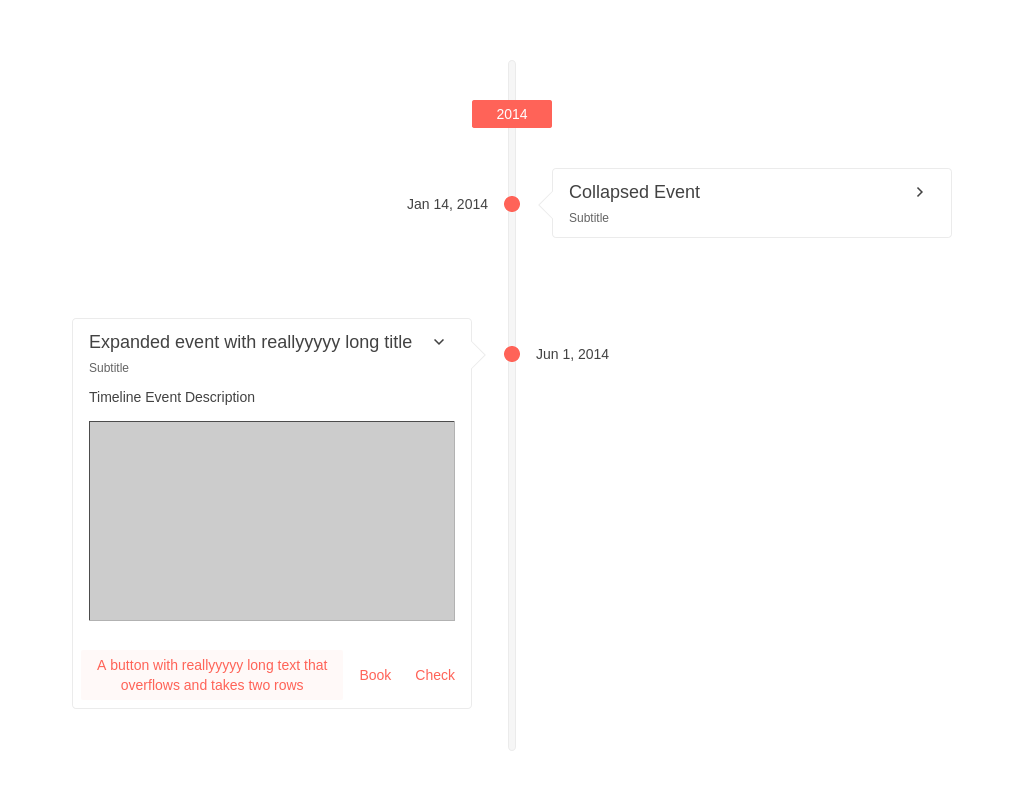 2014
Jan 14, 2014
Collapsed Event
Subtitle
Expanded event with reallyyyyy long title
Subtitle
Jun 1, 2014
Timeline Event Description
A button with reallyyyyy long text that
overflows and takes two rows
Book
Check